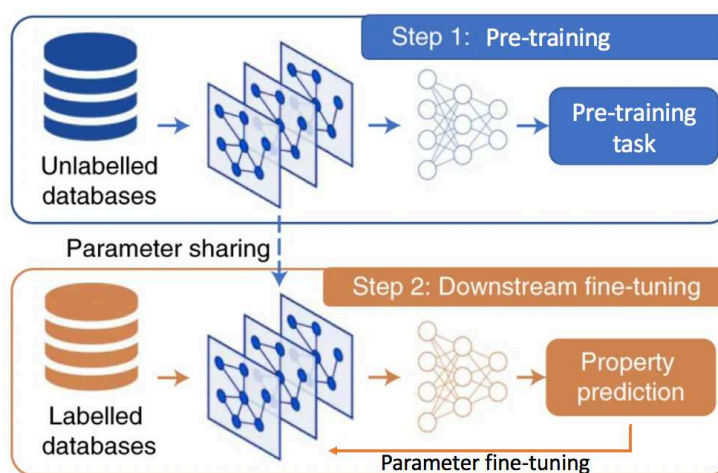 Step 1: Pre-training
Unlabelled
databases
Pre-training
task
Parameter sharing
Step 2: Downstream fine-tuning
Labelled
databases
Property
prediction
Parameter fine-tuning